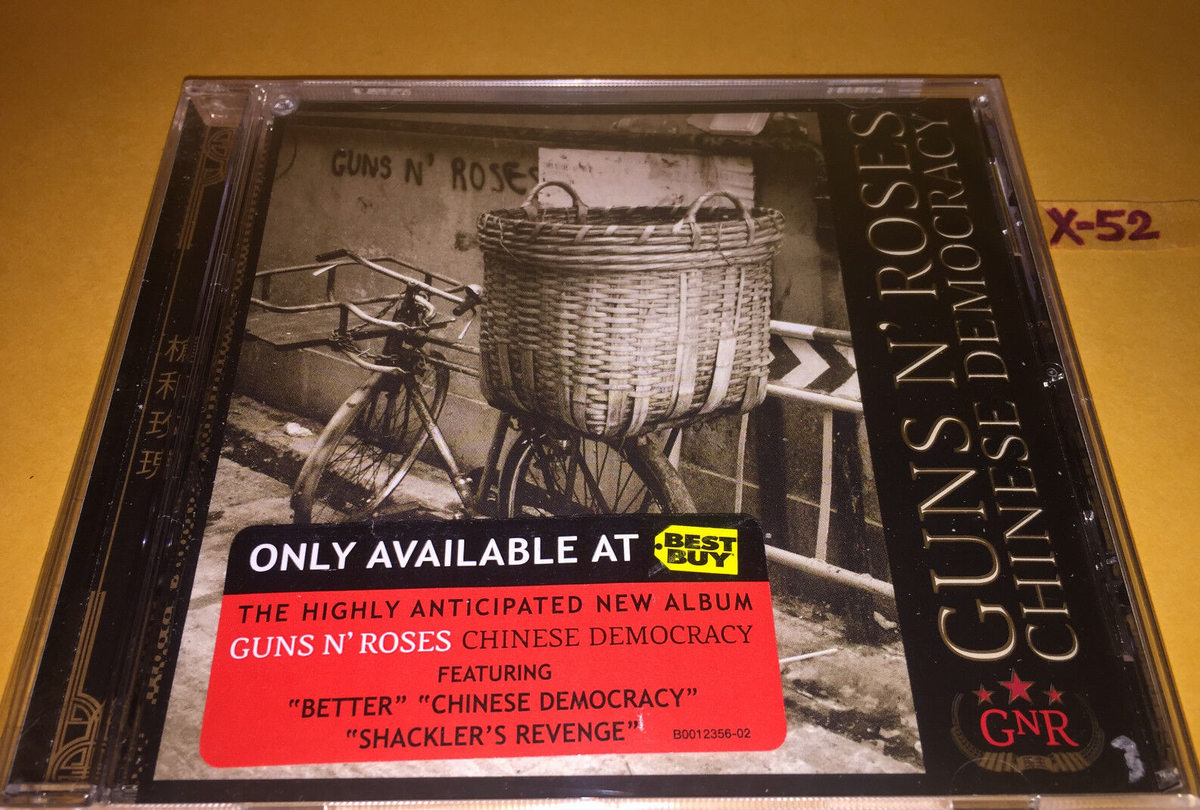 GUNS N' ROSES
GUNS N' ROSES
CHINESE DEMOCRACY
X-52
ONLY AVAILABLE AT BEST BUY
THE HIGHLY ANTICIPATED NEW ALBUM
GUNS N' ROSES CHINESE DEMOCRACY
FEATURING
"BETTER" "CHINESE DEMOCRACY"
"SHACKLER'S REVENGE"
B0012356-02
GNR